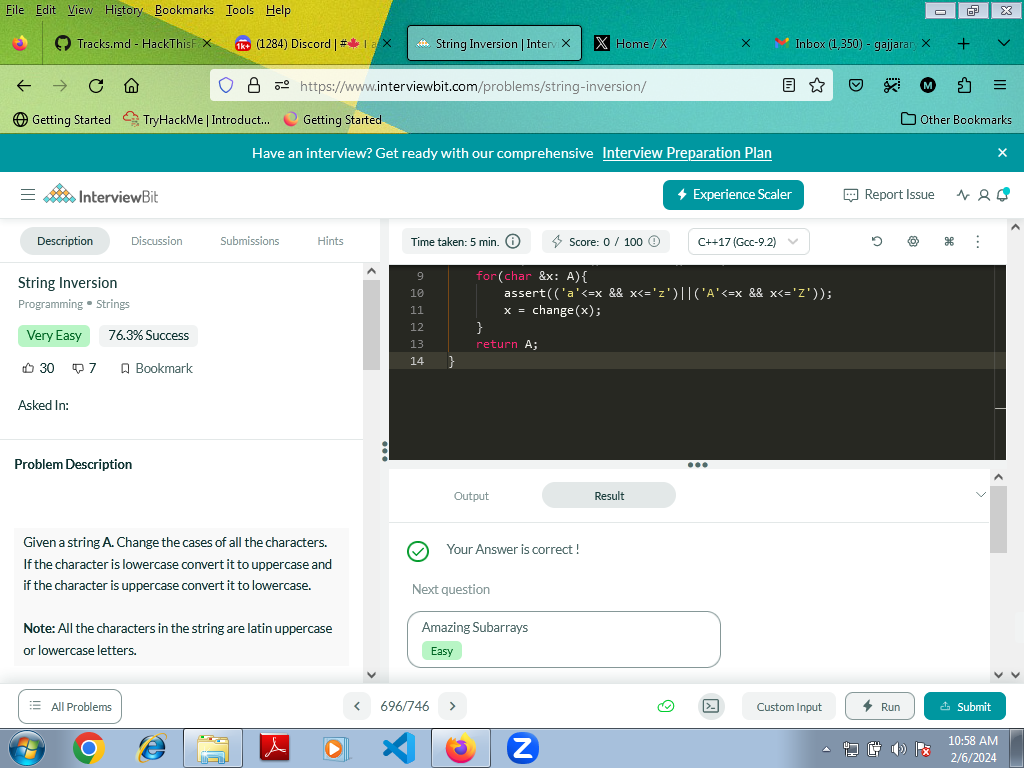 File Edit View History Bookmarks Tools Help
Tracks.md - HackThisF
(1284) Discord | #🍁 | a
String Inversion | Interv
Home / X
Inbox (1,350) - gajjarar
https://www.interviewbit.com/problems/string-inversion/
M
Getting Started
TryHackMe | Introduct...
Getting Started
Other Bookmarks
Have an interview? Get ready with our comprehensive Interview Preparation Plan
InterviewBit
Experience Scaler
Report Issue
Description
Discussion
Submissions
Hints
Time taken: 5 min.
Score: 0 / 100
C++17 (Gcc-9.2)
String Inversion
Programming • Strings
Very Easy
76.3% Success
30
7
Bookmark
Asked In:
Problem Description
Given a string A. Change the cases of all the characters.
If the character is lowercase convert it to uppercase and
if the character is uppercase convert it to lowercase.
Note: All the characters in the string are latin uppercase
or lowercase letters.
9 for(char &x: A){
10 assert(('a'<=x && x<='z')||('A'<=x && x<='Z'));
11 x = change(x);
12 }
13 return A;
14 }
Output
Result
Your Answer is correct !
Next question
Amazing Subarrays
Easy
All Problems
696/746
Custom Input
Run
Submit
10:58 AM
2/6/2024